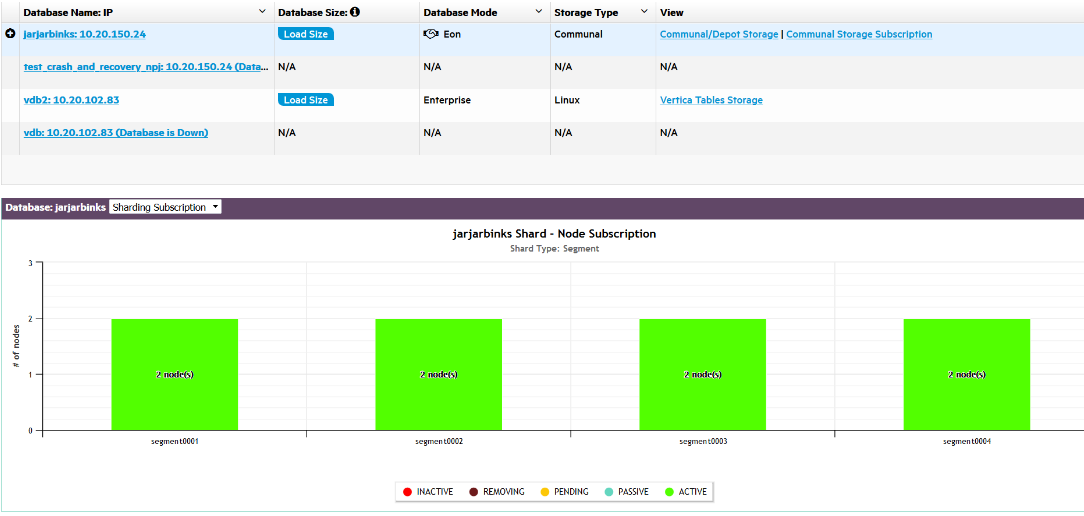 Database Name: IP Database Size: Database Mode Storage Type View
jarjarbinks: 10.20.150.24 Load Size Eon Communal Communal/Depot Storage | Communal Storage Subscription
test_crash_and_recovery_npj: 10.20.150.24 (Data... N/A N/A N/A N/A
vdb2: 10.20.102.83 Load Size Enterprise Linux Vertica Tables Storage
vdb: 10.20.102.83 (Database is Down) N/A N/A N/A N/A
Database: jarjarbinks Sharding Subscription
jarjarbinks Shard - Node Subscription
Shard Type: Segment
# of nodes
3
2
1
0
2 node(s) 2 node(s) 2 node(s) 2 node(s)
segment0001 segment0002 segment0003 segment0004
INACTIVE REMOVING PENDING PASSIVE ACTIVE